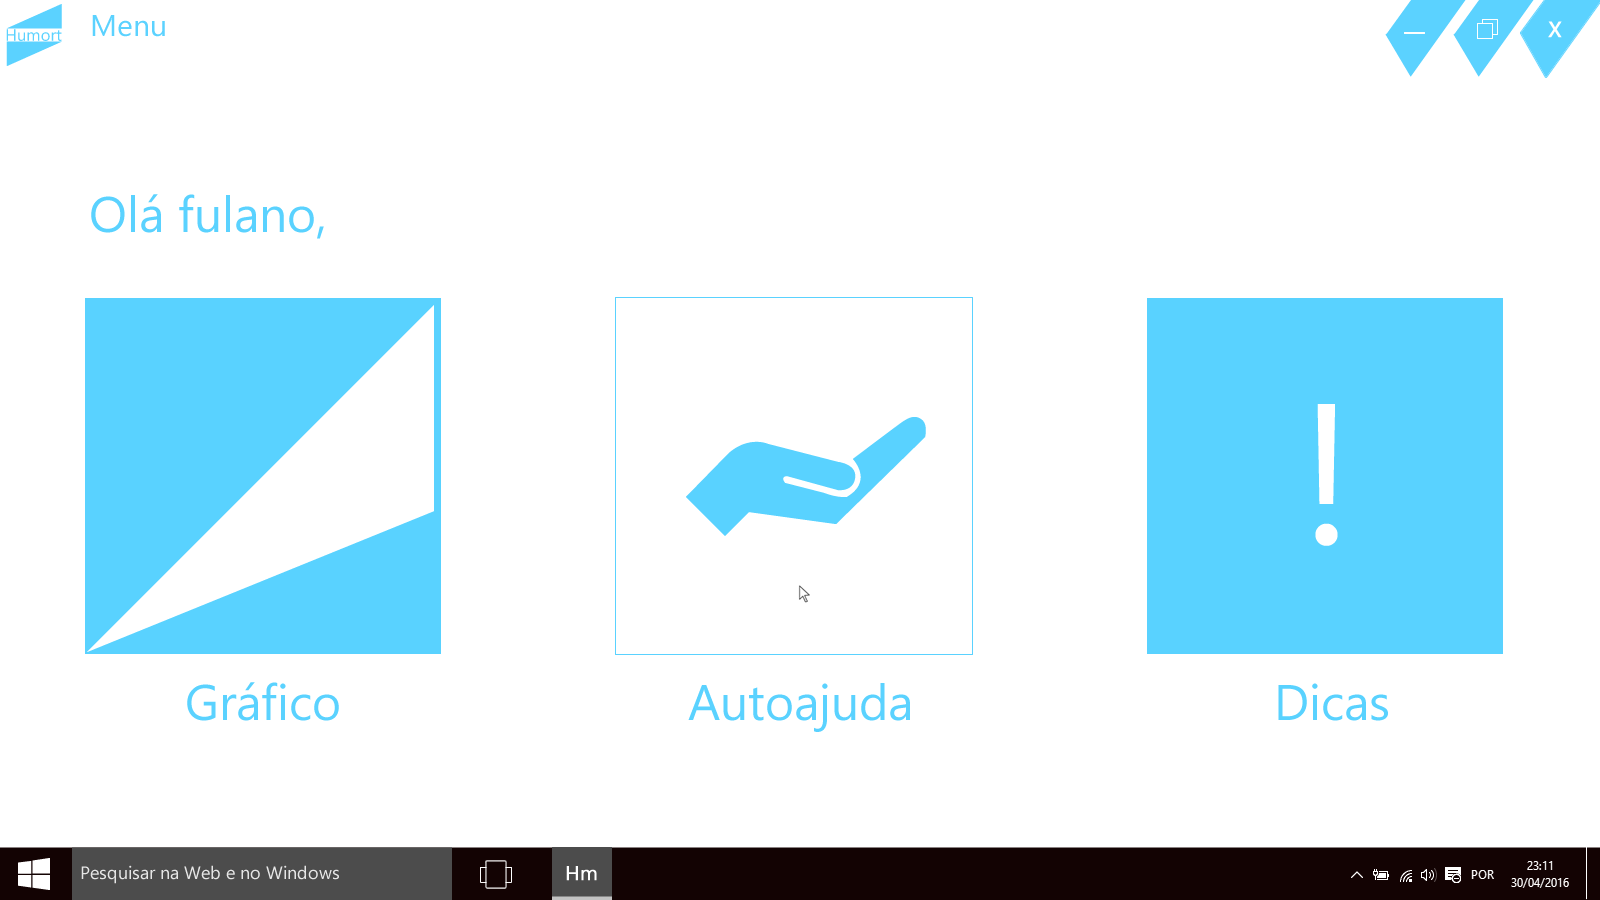 Humort
Menu
X
Olá fulano,
!
Gráfico
Autoajuda
Dicas
Pesquisar na Web e no Windows
Hm
POR
23:11
30/04/2016